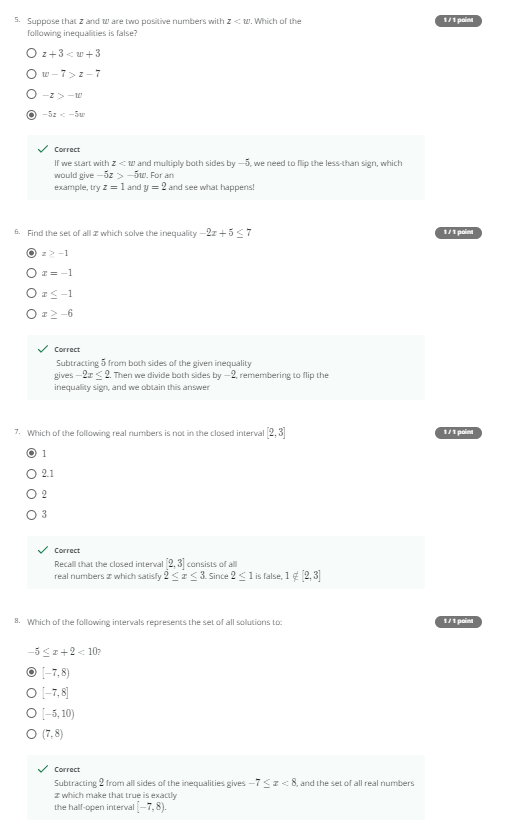 5. Suppose that z and w are two positive numbers with z < w. Which of the
1 / 1 point
following inequalities is false?
z + 3 < w + 3
w − 7 > z − 7
−z > −w
−5z < −5w
Correct
If we start with z < w and multiply both sides by −5, we need to flip the less-than sign, which
would give −5z > −5w. For an
example, try z = 1 and y = 2 and see what happens!
6. Find the set of all x which solve the inequality −2x + 5 ≤ 7
1 / 1 point
x ≥ −1
x = −1
x ≤ −1
x ≥ −6
Correct
Subtracting 5 from both sides of the given inequality
gives −2x ≤ 2. Then we divide both sides by −2, remembering to flip the
inequality sign, and we obtain this answer
7. Which of the following real numbers is not in the closed interval [2, 3]
1 / 1 point
1
2.1
2
3
Correct
Recall that the closed interval [2, 3] consists of all
real numbers x which satisfy 2 ≤ x ≤ 3. Since 2 ≤ 1 is false, 1 ∉ [2, 3]
8. Which of the following intervals represents the set of all solutions to:
1 / 1 point
−5 ≤ x + 2 < 10?
[−7, 8)
[−7, 8]
[−5, 10)
(7, 8)
Correct
Subtracting 2 from all sides of the inequalities gives −7 ≤ x < 8, and the set of all real numbers
x which make that true is exactly
the half-open interval [−7, 8).